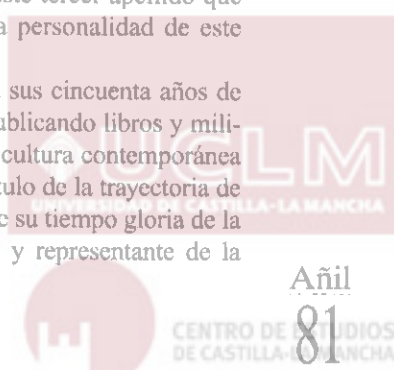 este tercer apellido que
a personalidad de este
sus cincuenta años de
ublicando libros y mili-
cultura contemporánea
tulo de la trayectoria de
e su tiempo gloria de la
y representante de la
UCLM
UNIVERSIDAD DE CASTILLA-LA MANCHA
Añil
81
CENTRO DE ESTUDIOS
DE CASTILLA-LA MANCHA